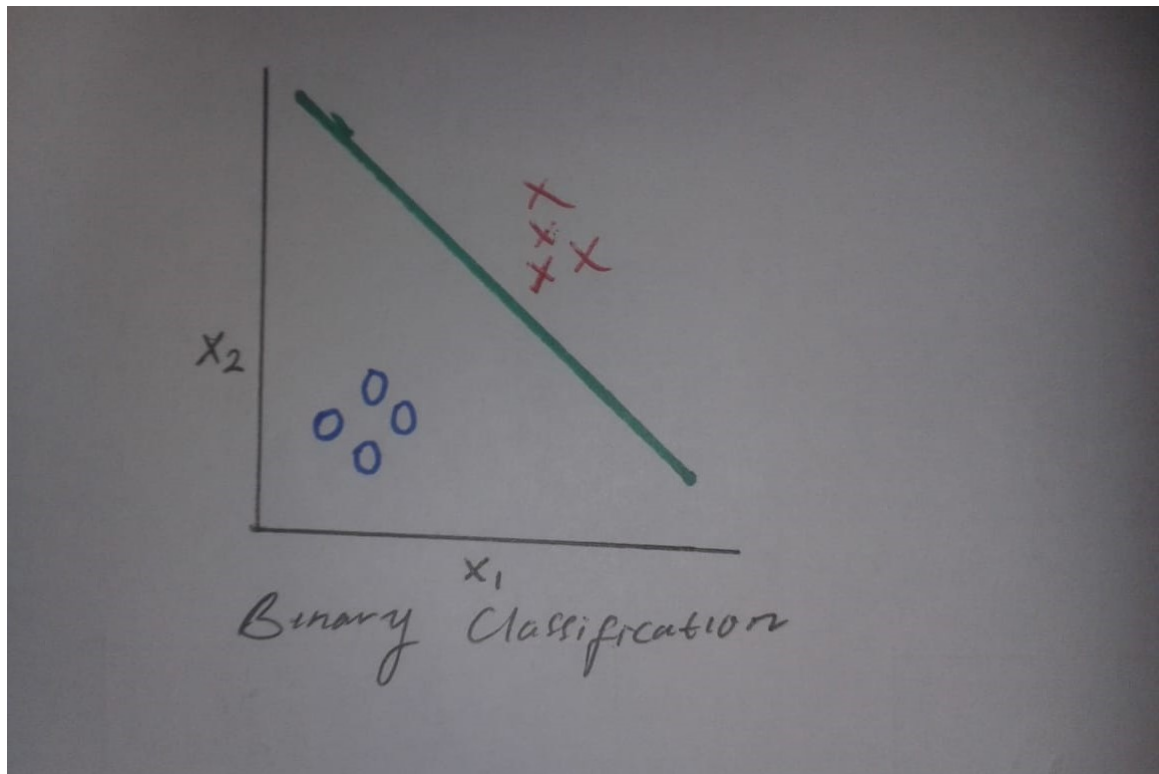 X₂
X₁
Binary Classification